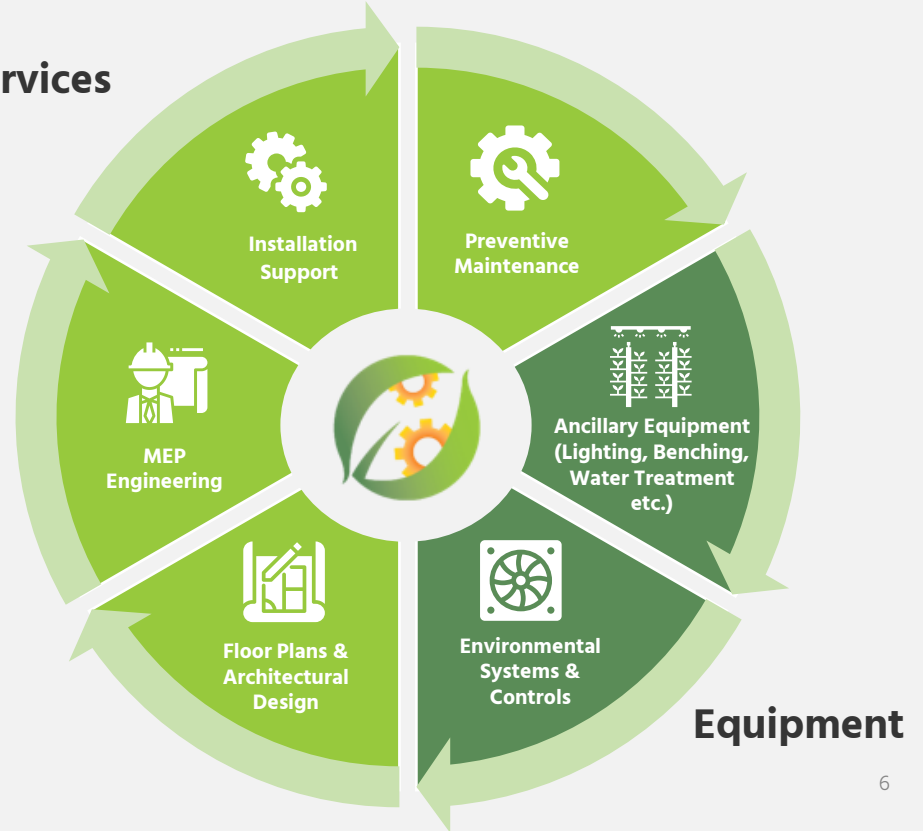 rvices
Installation
Support
Preventive
Maintenance
MEP
Engineering
Ancillary Equipment
(Lighting, Benching,
Water Treatment
etc.)
Floor Plans &
Architectural
Design
Environmental
Systems &
Controls
Equipment
6